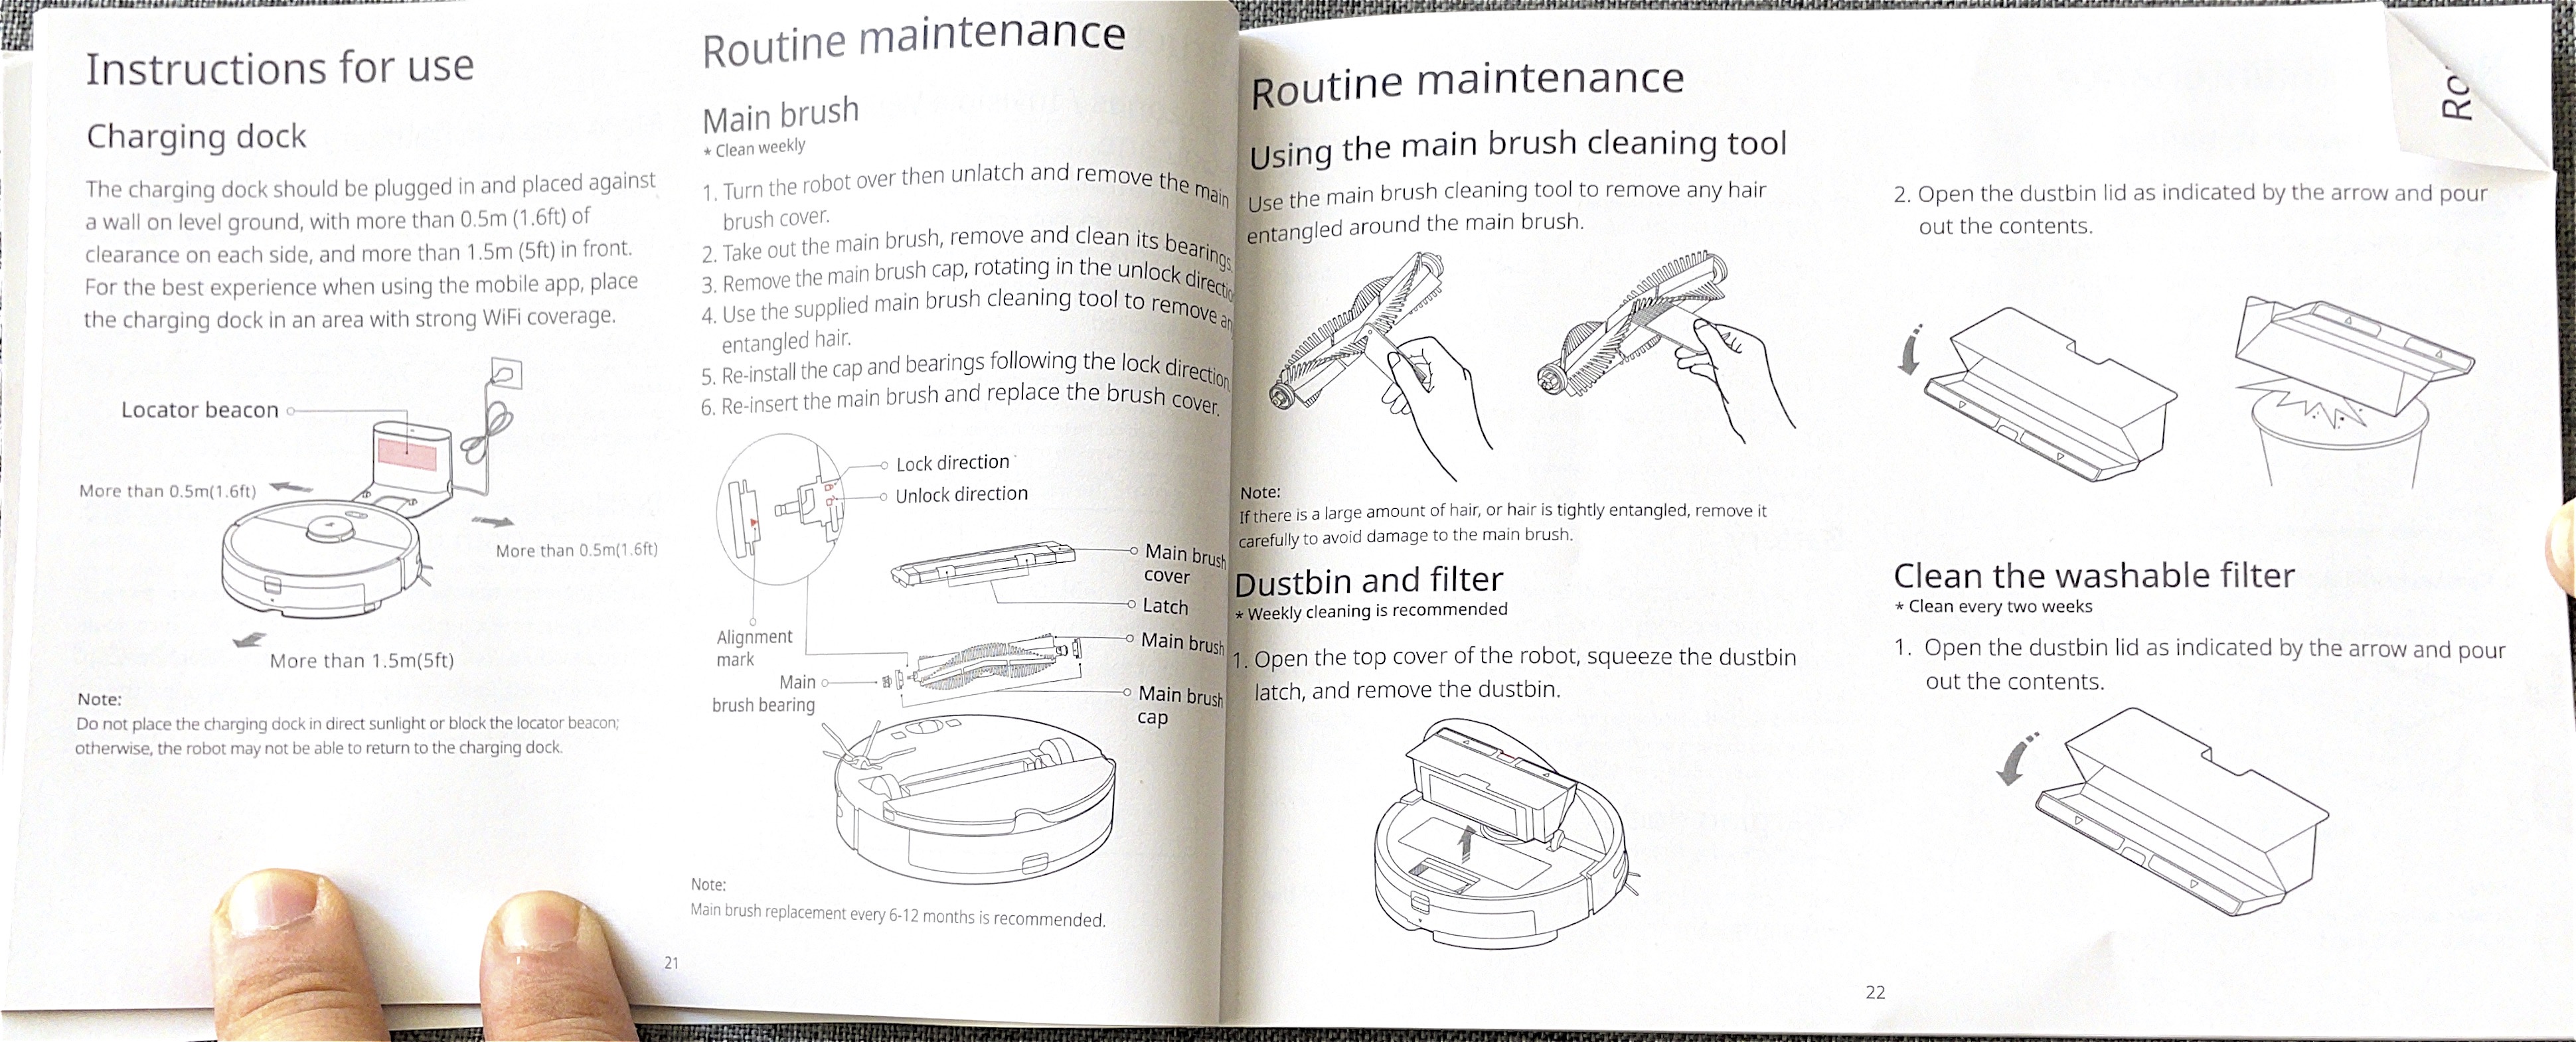 Instructions for use
Charging dock
The charging dock should be plugged in and placed against
a wall on level ground, with more than 0.5m (1.6ft) of
clearance on each side, and more than 1.5m (5ft) in front.
For the best experience when using the mobile app, place
the charging dock in an area with strong WiFi coverage.
Locator beacon
More than 0.5m(1.6ft)
More than 0.5m(1.6ft)
More than 1.5m(5ft)
Note:
Do not place the charging dock in direct sunlight or block the locator beacon;
otherwise, the robot may not be able to return to the charging dock.
Routine maintenance
Main brush
* Clean weekly
1. Turn the robot over then unlatch and remove the main
brush cover.
2. Take out the main brush, remove and clean its bearings.
3. Remove the main brush cap, rotating in the unlock
4. Use the supplied main brush cleaning tool to remove
entangled hair.
5. Re-install the cap and bearings following the lock direction.
6. Re-insert the main brush and replace the brush cover.
Lock direction
Unlock direction
Main brush
cover
Latch
Alignment
mark
Main brush
Main
brush bearing
Main brush
cap
Note:
Main brush replacement every 6-12 months is recommended.
21
Routine maintenance
Using the main brush cleaning tool
Use the main brush cleaning tool to remove any hair
entangled around the main brush.
Note:
If there is a large amount of hair, or hair is tightly entangled, remove it
carefully to avoid damage to the main brush.
Dustbin and filter
* Weekly cleaning is recommended
1. Open the top cover of the robot, squeeze the dustbin
latch, and remove the dustbin.
2. Open the dustbin lid as indicated by the arrow and pour
out the contents.
Clean the washable filter
* Clean every two weeks
1. Open the dustbin lid as indicated by the arrow and pour
out the contents.
22
Ro